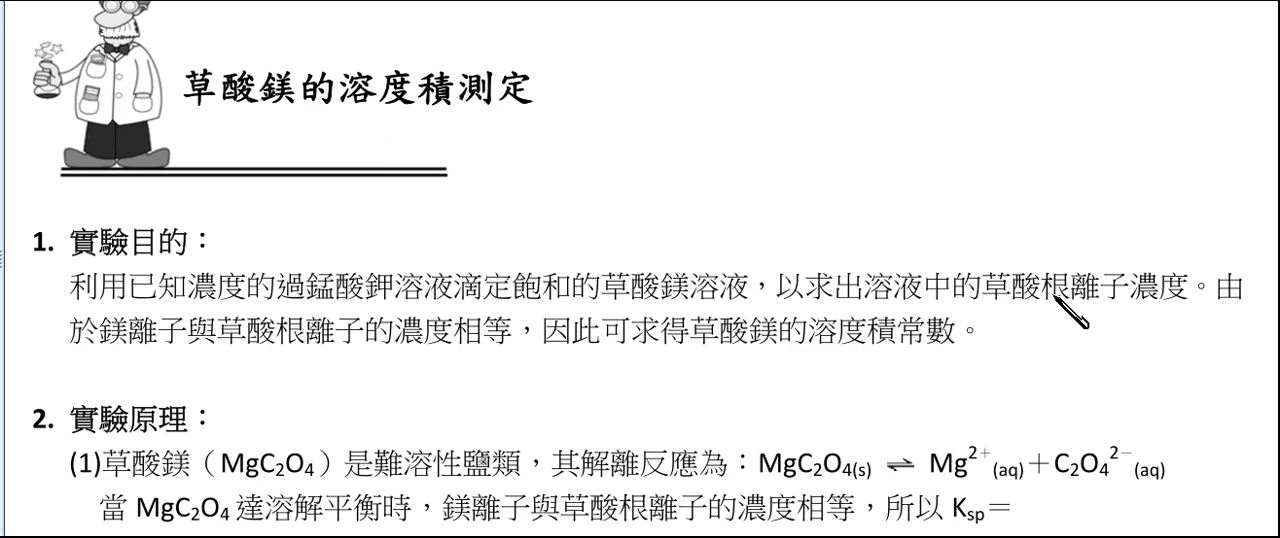 草酸鎂的溶度積測定
1. 實驗目的：
利用已知濃度的過錳酸鉀溶液滴定飽和的草酸鎂溶液，以求出溶液中的草酸根離子濃度。由
於鎂離子與草酸根離子的濃度相等，因此可求得草酸鎂的溶度積常數。
2. 實驗原理：
(1)草酸鎂（MgC₂O₄）是難溶性鹽類，其解離反應為：MgC₂O₄₍ₛ₎ ⇌ Mg²⁺(aq)＋C₂O₄²⁻(aq)
當 MgC₂O₄ 達溶解平衡時，鎂離子與草酸根離子的濃度相等，所以 Ksp＝